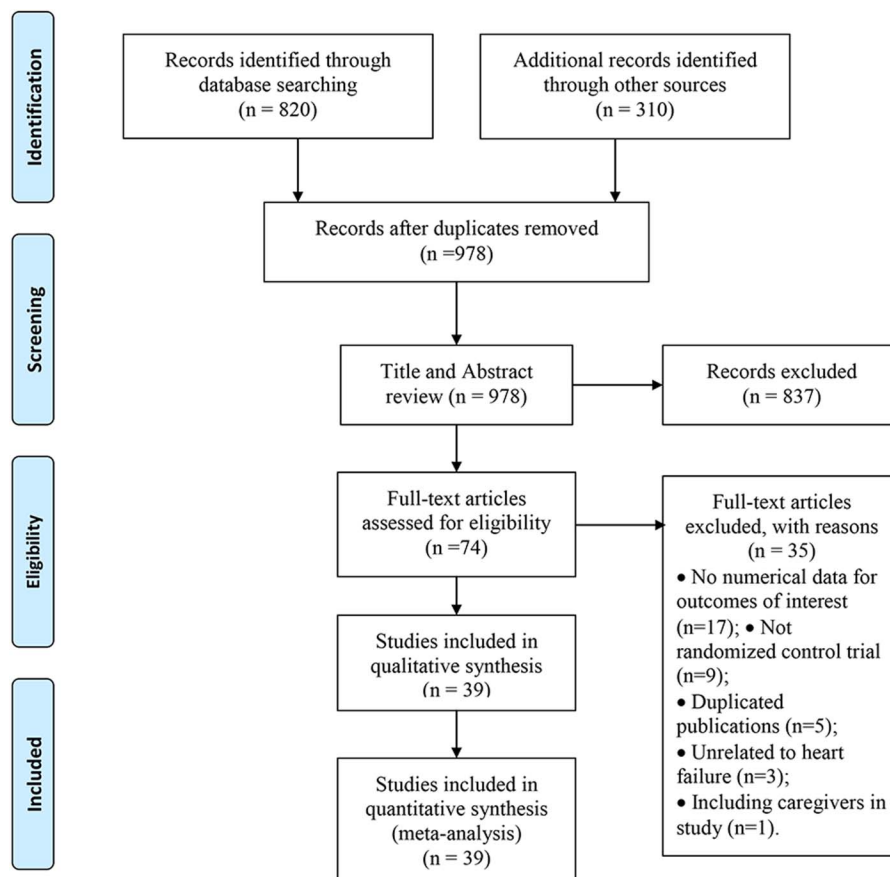 Identification
Records identified through
database searching
(n = 820)
Additional records identified
through other sources
(n = 310)
Screening
Records after duplicates removed
(n =978)
Title and Abstract
review (n = 978)
Records excluded
(n = 837)
Eligibility
Full-text articles
assessed for eligibility
(n =74)
Full-text articles
excluded, with reasons
(n = 35)
• No numerical data for
outcomes of interest
(n=17); • Not
randomized control trial
(n=9);
• Duplicated
publications (n=5);
• Unrelated to heart
failure (n=3);
• Including caregivers in
study (n=1).
Studies included in
qualitative synthesis
(n = 39)
Included
Studies included in
quantitative synthesis
(meta-analysis)
(n = 39)